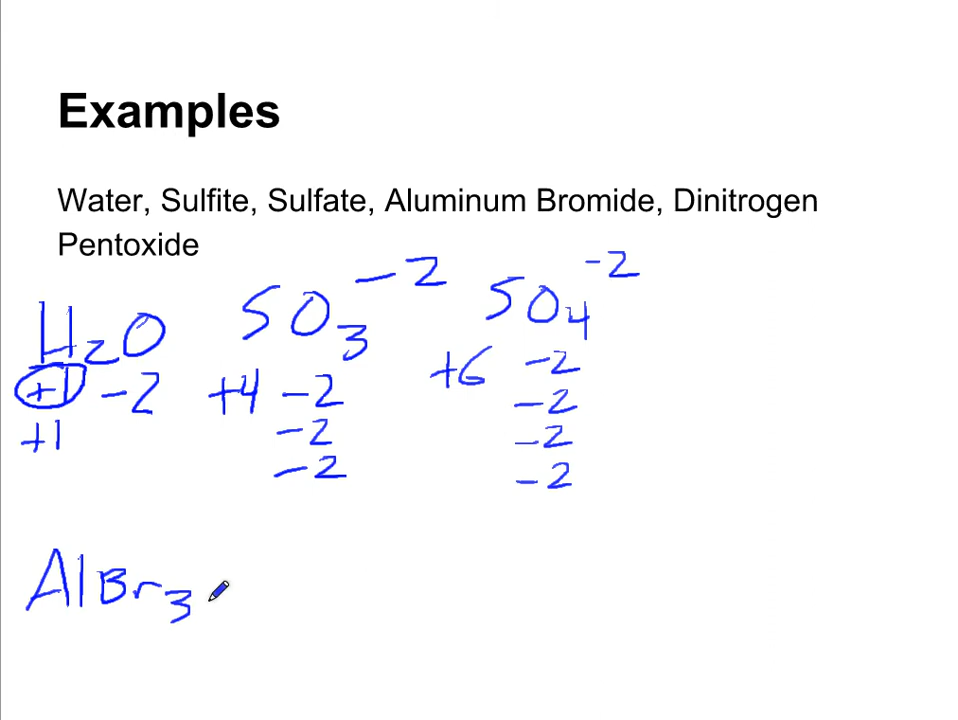 Examples
Water, Sulfite, Sulfate, Aluminum Bromide, Dinitrogen
Pentoxide
H2O SO3 -2 SO4 -2
+1 -2 +4 -2 +6 -2
+1 -2 -2
-2 -2
-2
AlBr3